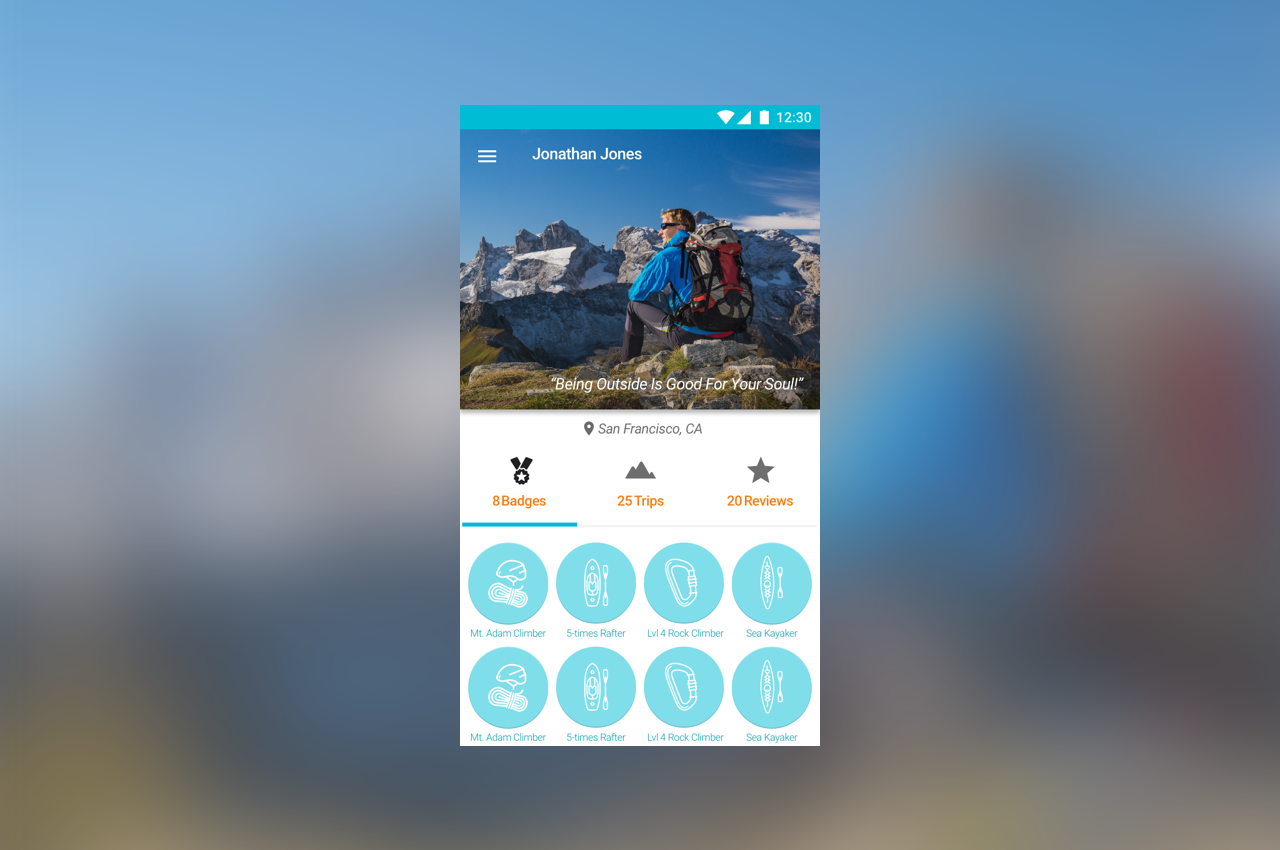 12:30
Jonathan Jones
“Being Outside Is Good For Your Soul!”
San Francisco, CA
8 Badges
25 Trips
20 Reviews
Mt. Adam Climber
5-times Rafter
Lvl 4 Rock Climber
Sea Kayaker
Mt. Adam Climber
5-times Rafter
Lvl 4 Rock Climber
Sea Kayaker